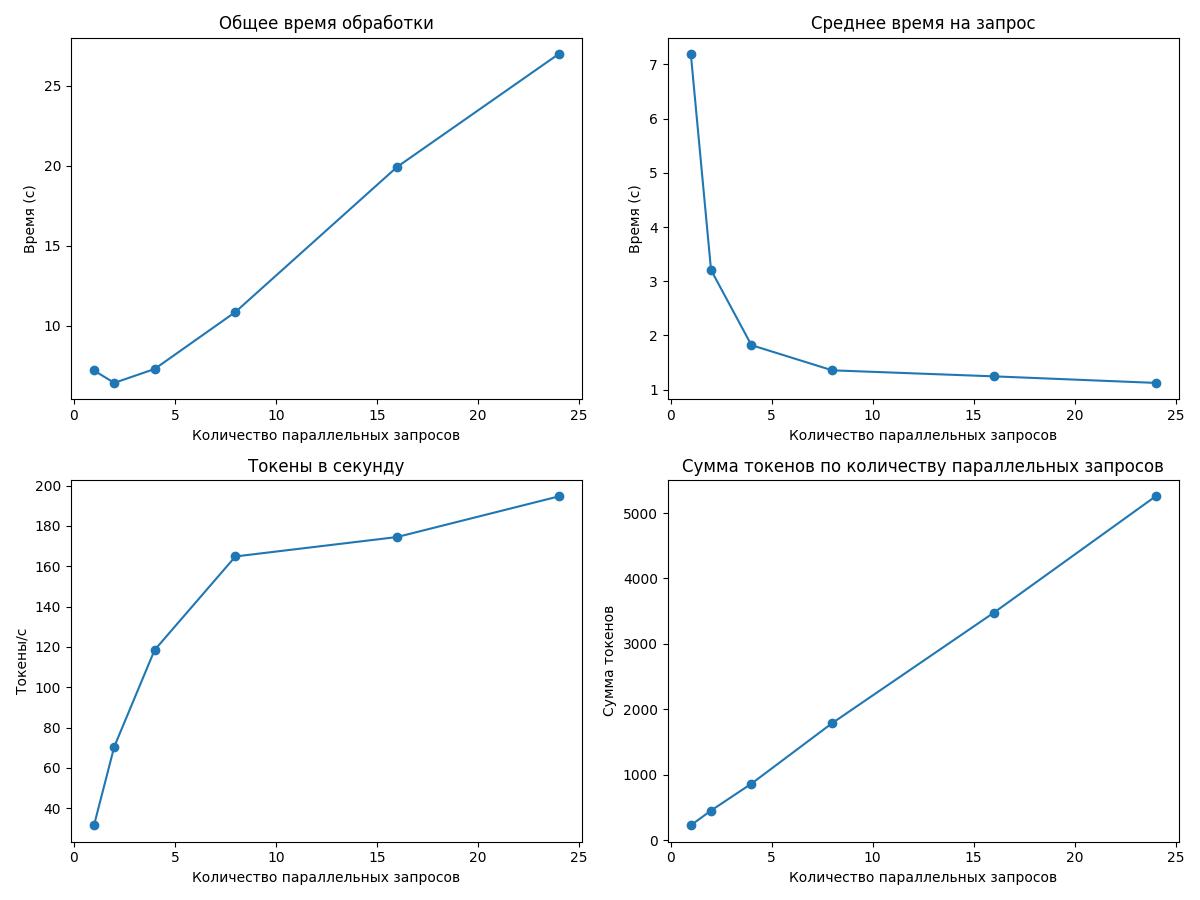 Общее время обработки
Время (с)
25
20
15
10
0 5 10 15 20 25
Количество параллельных запросов
Среднее время на запрос
Время (с)
7
6
5
4
3
2
1
0 5 10 15 20 25
Количество параллельных запросов
Токены в секунду
Токены/с
200
180
160
140
120
100
80
60
40
0 5 10 15 20 25
Количество параллельных запросов
Сумма токенов по количеству параллельных запросов
Сумма токенов
5000
4000
3000
2000
1000
0
0 5 10 15 20 25
Количество параллельных запросов